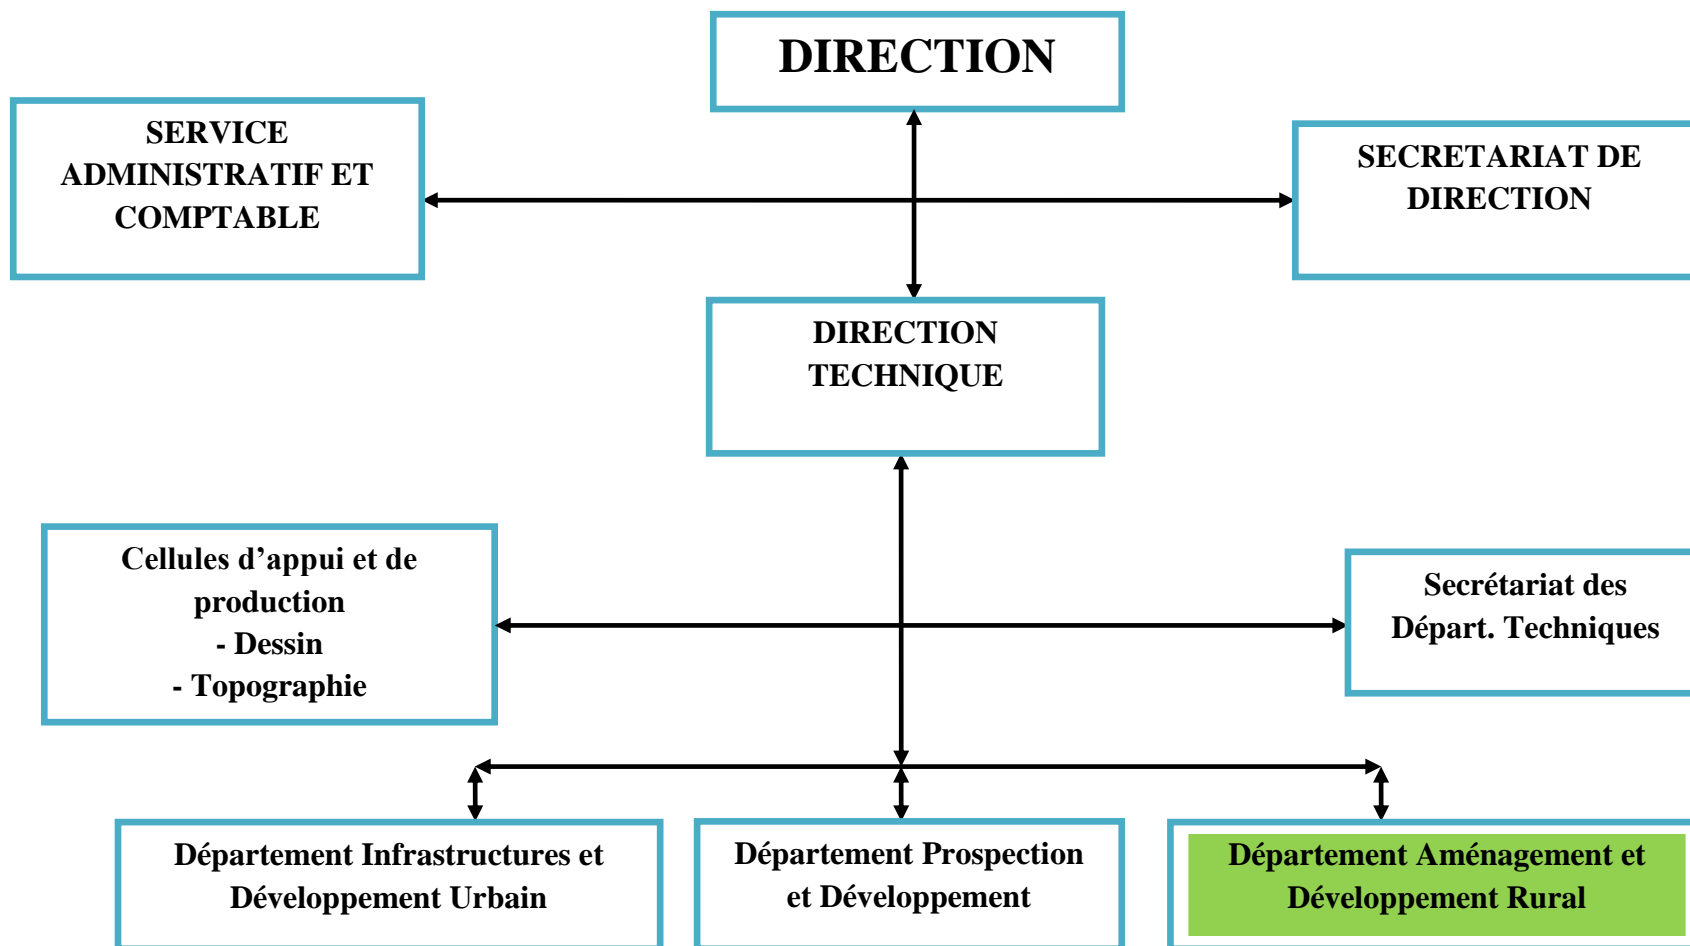 DIRECTION
SERVICE
ADMINISTRATIF ET
COMPTABLE
SECRETARIAT DE
DIRECTION
DIRECTION
TECHNIQUE
Cellules d’appui et de
production
- Dessin
- Topographie
Secrétariat des
Départ. Techniques
Département Infrastructures et
Développement Urbain
Département Prospection
et Développement
Département Aménagement et
Développement Rural